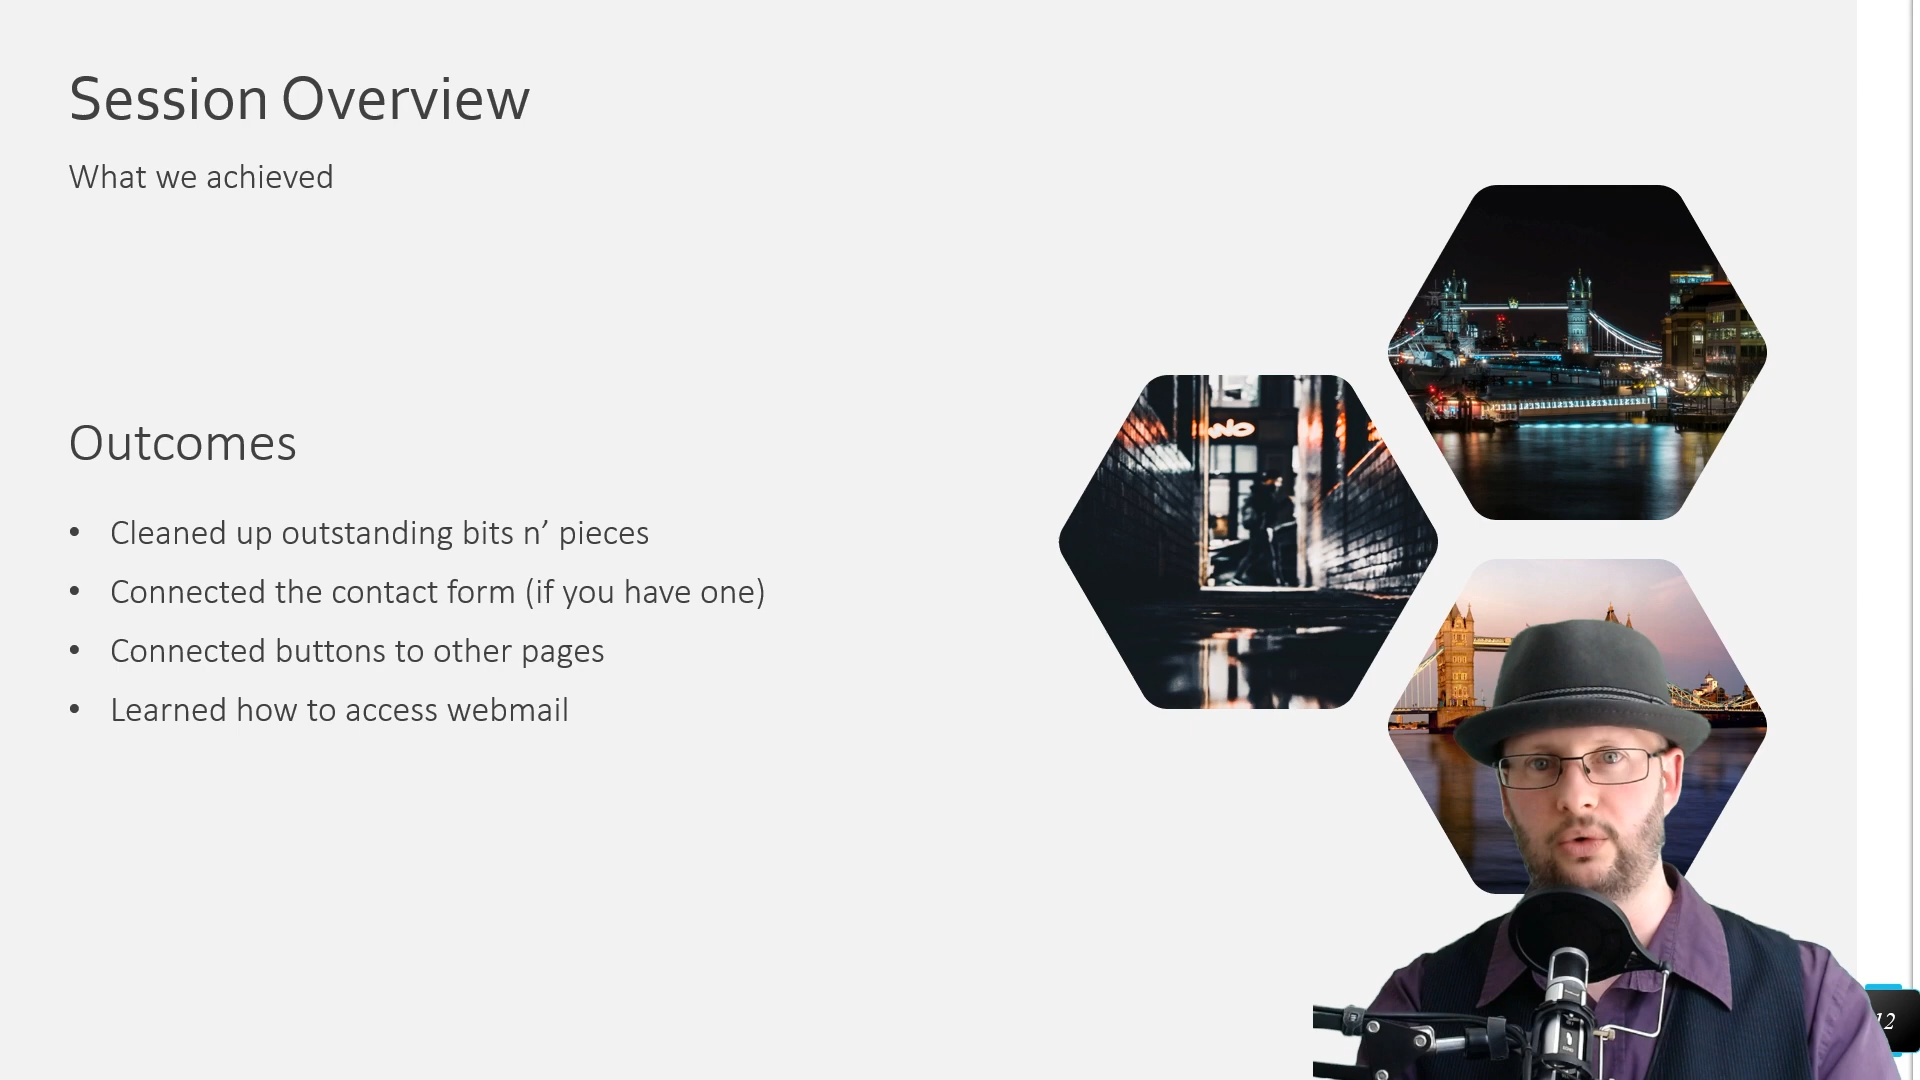 Session Overview
What we achieved
Outcomes
• Cleaned up outstanding bits n’ pieces
• Connected the contact form (if you have one)
• Connected buttons to other pages
• Learned how to access webmail
12